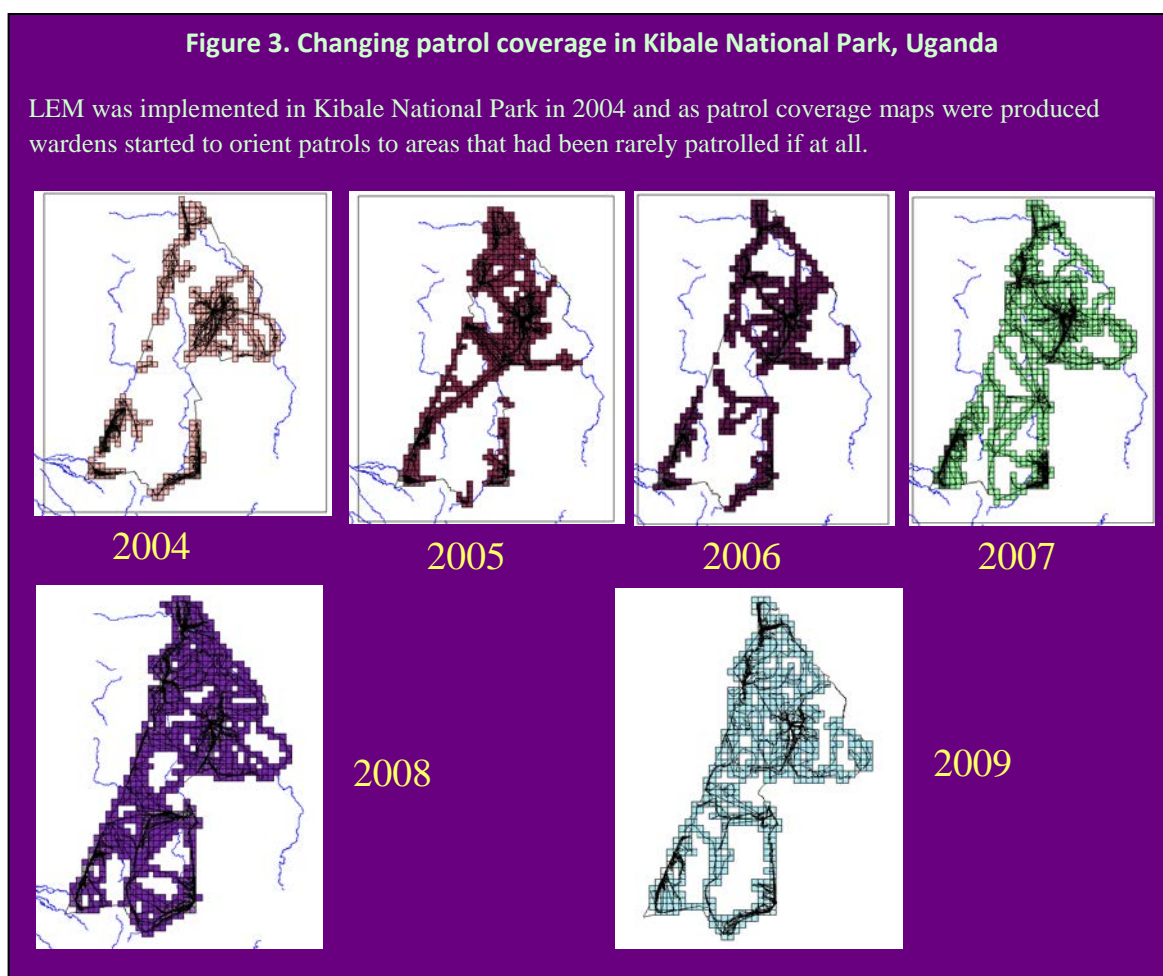 Figure 3. Changing patrol coverage in Kibale National Park, Uganda
LEM was implemented in Kibale National Park in 2004 and as patrol coverage maps were produced
wardens started to orient patrols to areas that had been rarely patrolled if at all.
2004
2005
2006
2007
2008
2009